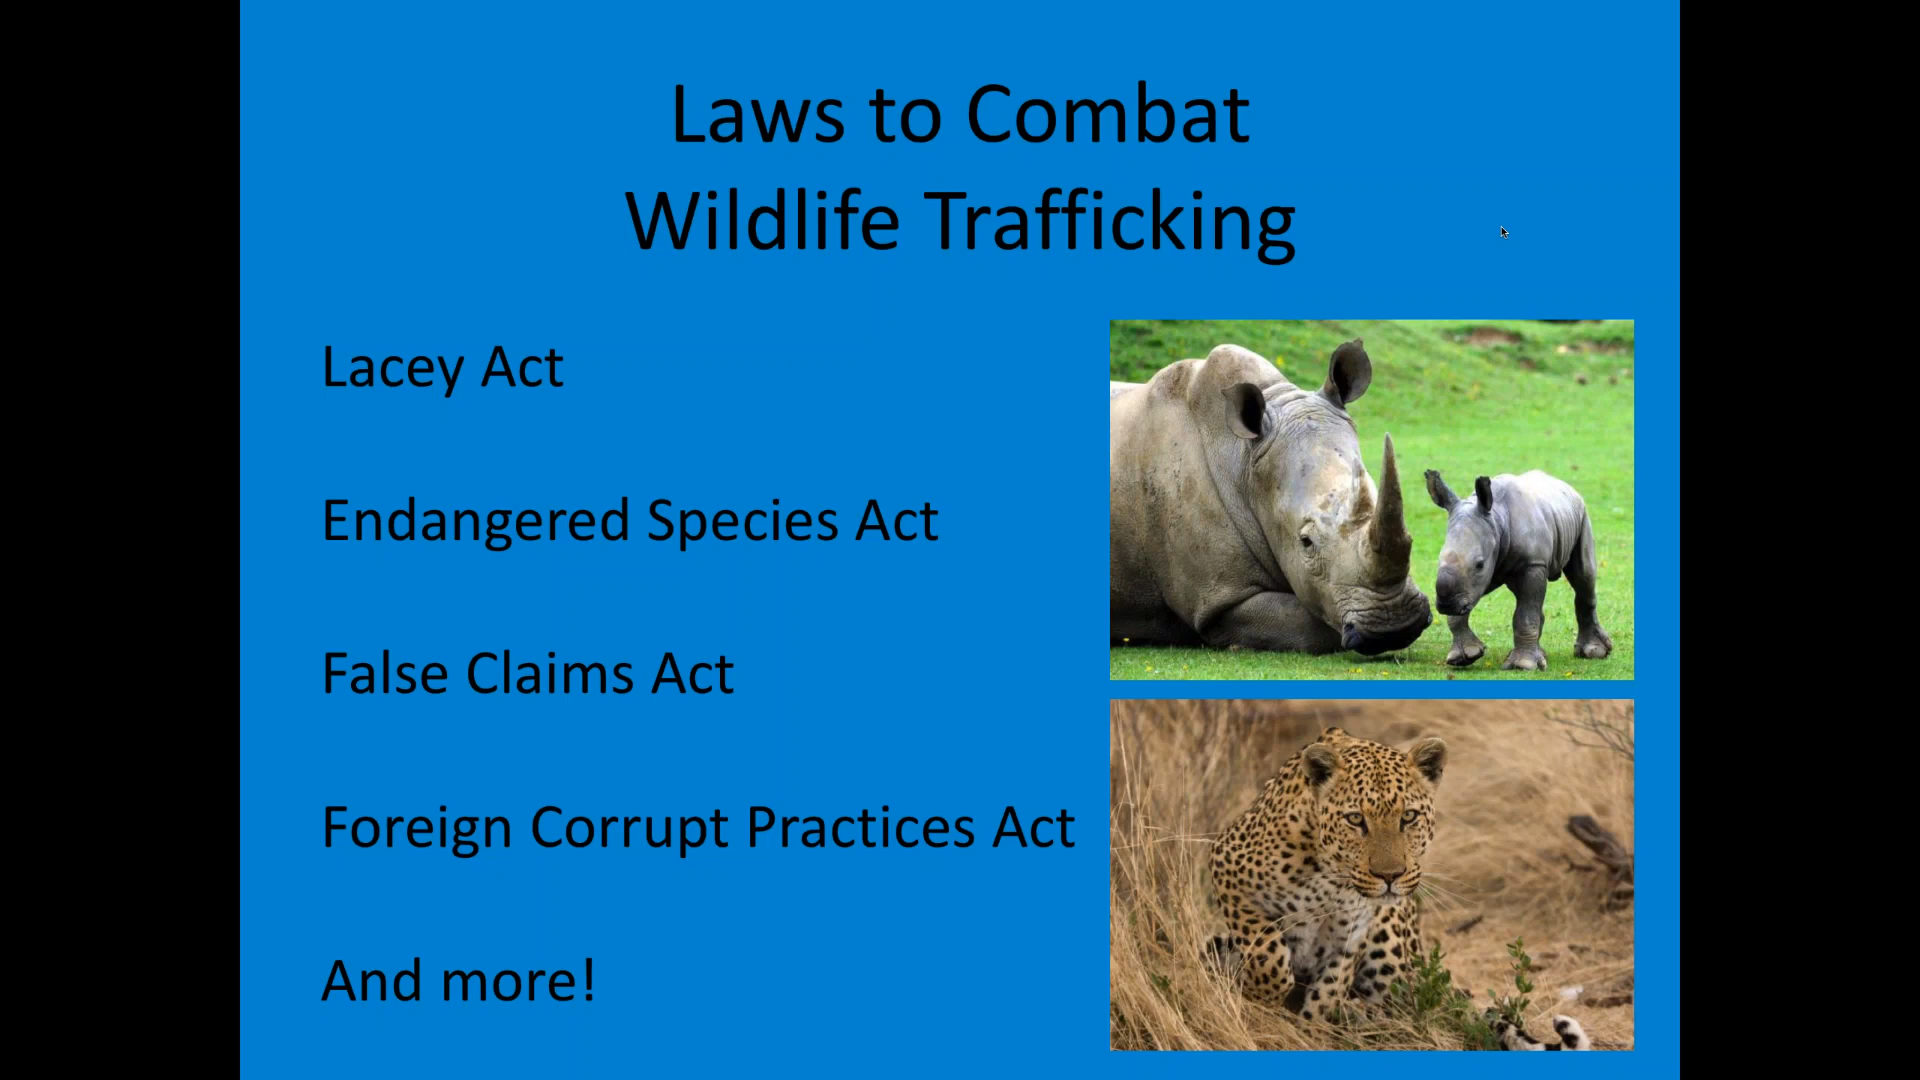 Laws to Combat
Wildlife Trafficking
Lacey Act
Endangered Species Act
False Claims Act
Foreign Corrupt Practices Act
And more!